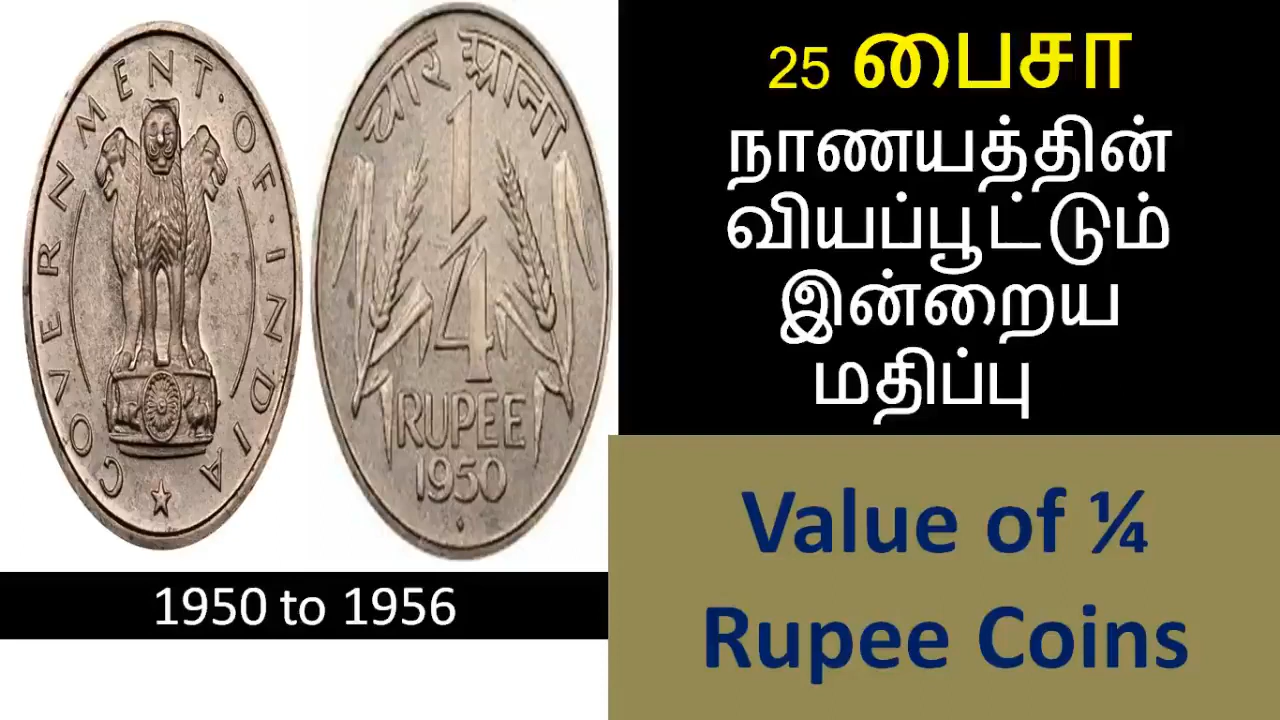 GOVERNMENT · OF · INDIA
चार आना
1/4
RUPEE
1950
1950 to 1956
25 பைசா
நாணயத்தின்
வியப்பூட்டும்
இன்றைய
மதிப்பு
Value of ¼
Rupee Coins